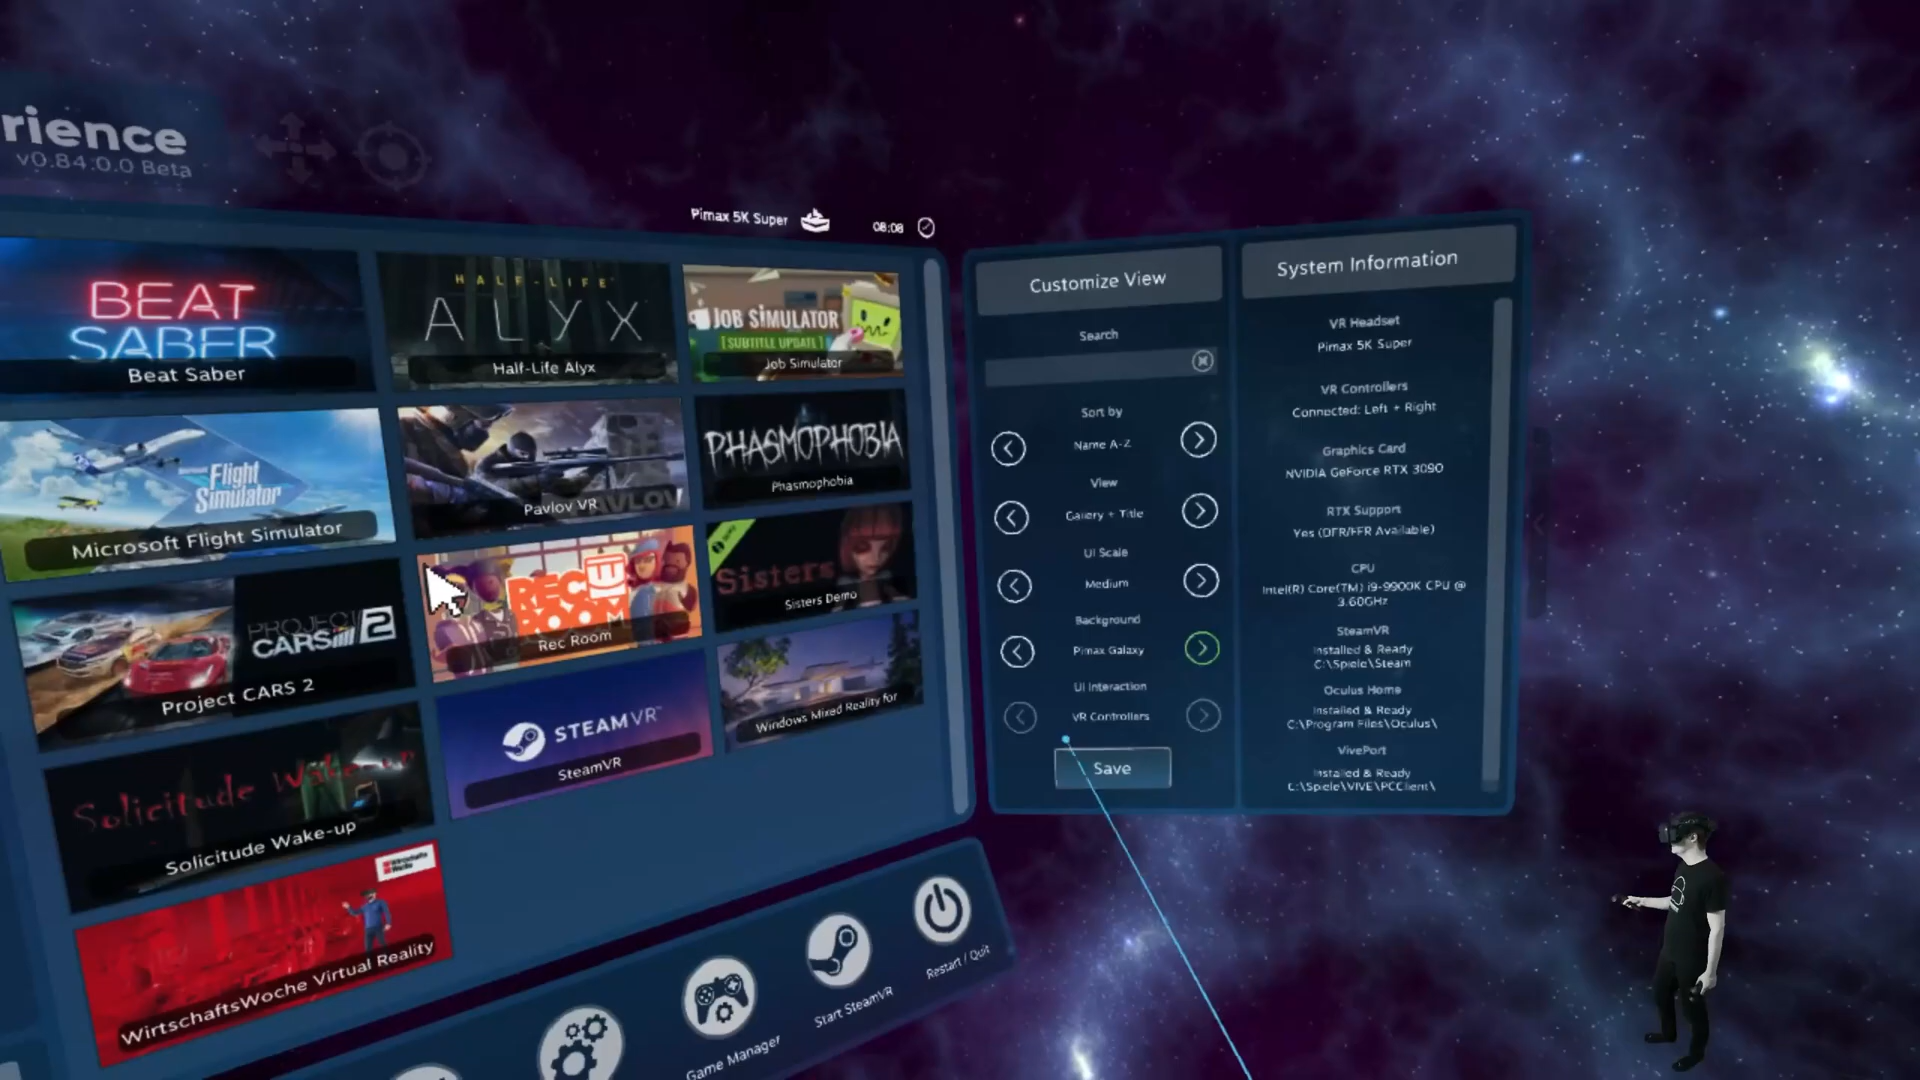 rience
v0.84.0.0 Beta
Pimax 5K Super
08:08
BEAT
SABER
Beat Saber
HALF-LIFE
ALYX
Half-Life Alyx
JOB SIMULATOR
[SUBTITLE UPDATE]
Job Simulator
Flight
Simulator
Microsoft Flight Simulator
PAVLOV
Pavlov VR
PHASMOPHOBIA
Phasmophobia
PROJECT
CARS 2
Project CARS 2
REC
ROOM
Rec Room
Sisters
Sisters Demo
Solicitude Wake-up
Solicitude Wake-up
STEAMVR
SteamVR
Windows Mixed Reality for
WirtschaftsWoche Virtual Reality
Game Manager
Start SteamVR
Restart / Quit
Customize View
Search
Sort by
Name A-Z
View
Gallery + Title
UI Scale
Medium
Background
Pimax Galaxy
UI Interaction
VR Controllers
Save
System Information
VR Headset
Pimax 5K Super
VR Controllers
Connected: Left + Right
Graphics Card
NVIDIA GeForce RTX 3090
RTX Support
Yes (DFR/FFR Available)
CPU
Intel(R) Core(TM) i9-9900K CPU @
3.60GHz
SteamVR
Installed & Ready
C:\Spiele\Steam
Oculus Home
Installed & Ready
C:\Program Files\Oculus\
VivePort
Installed & Ready
C:\Spiele\VIVE\PCClient\